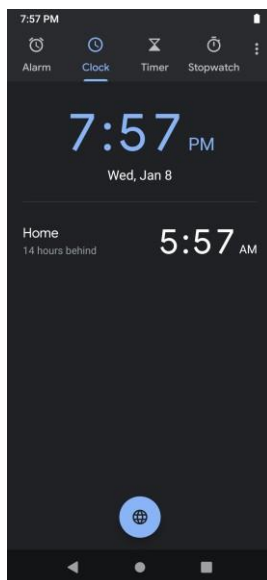 7:57 PM
Alarm Clock Timer Stopwatch
7:57 PM
Wed, Jan 8
Home
14 hours behind
5:57 AM